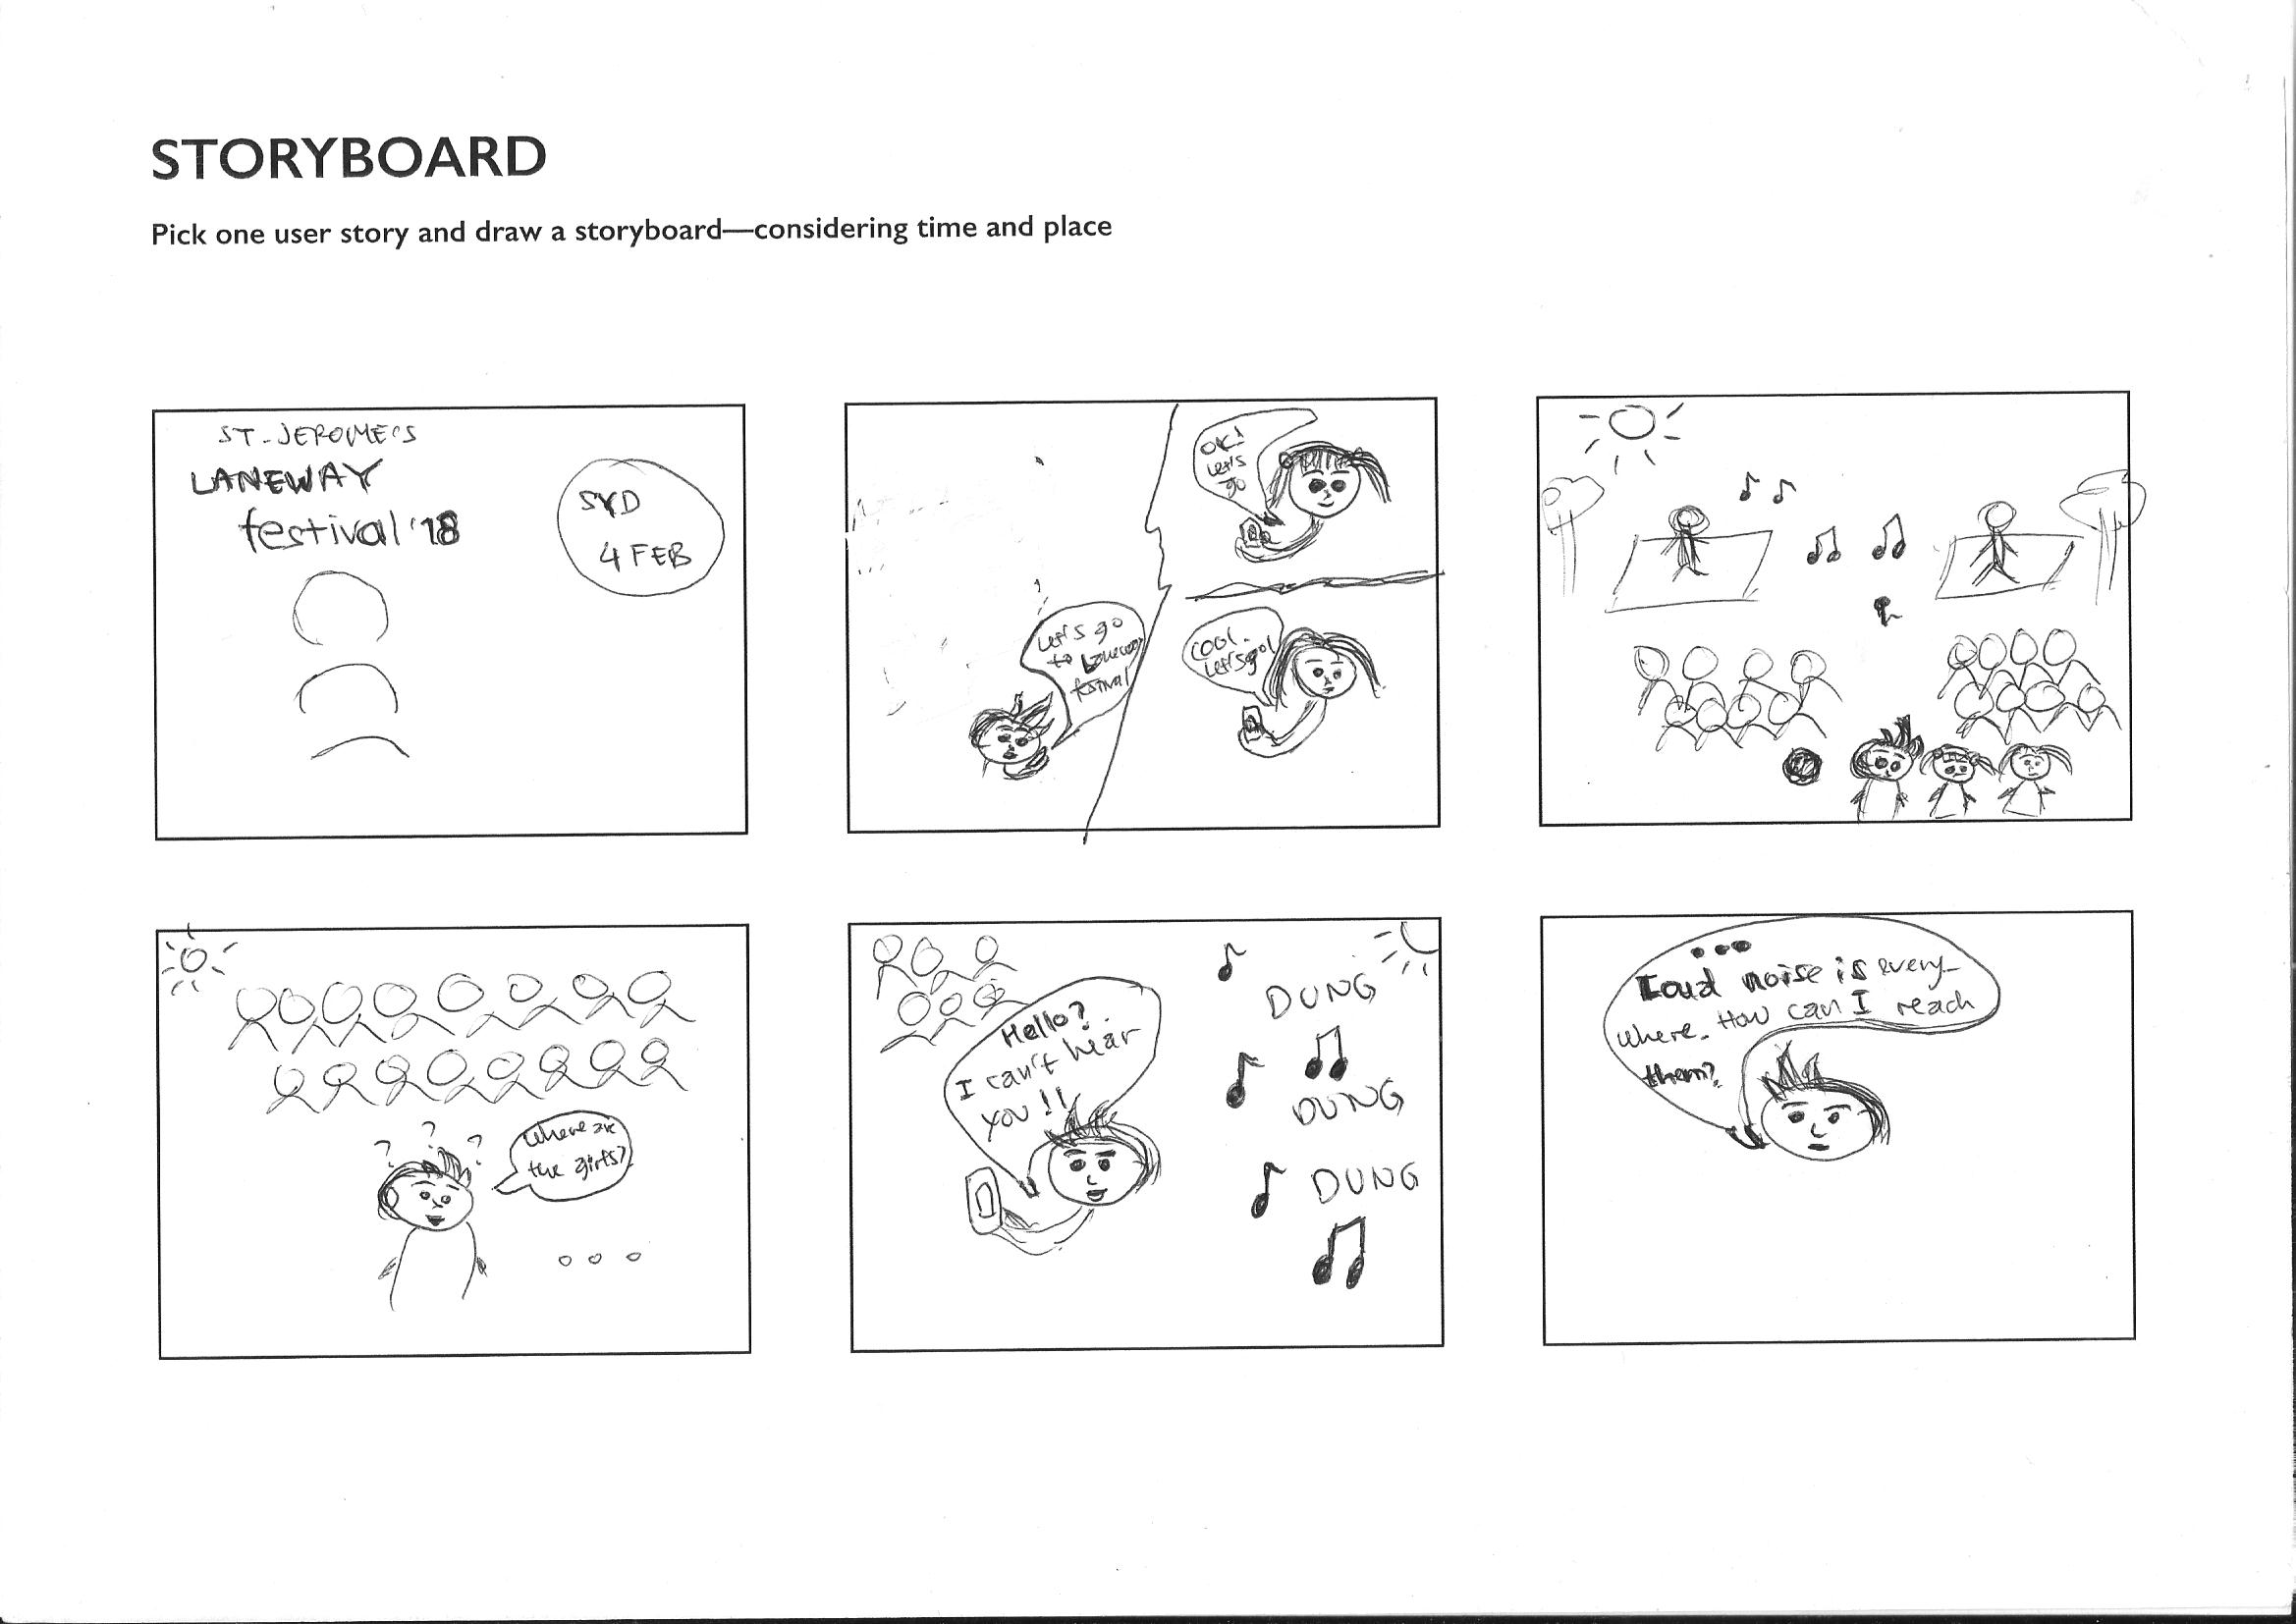 STORYBOARD
Pick one user story and draw a storyboard—considering time and place
ST. JEROME'S
LANEWAY
festival '18
SYD
4 FEB
Let's go
to Laneway
festival
OK!
Let's
go
COOL.
Let's go!
Where are
the girls?
Hello?
I can't hear
you!!
DUNG
DUNG
DUNG
...
Loud noise is every-
where. How can I reach
them?